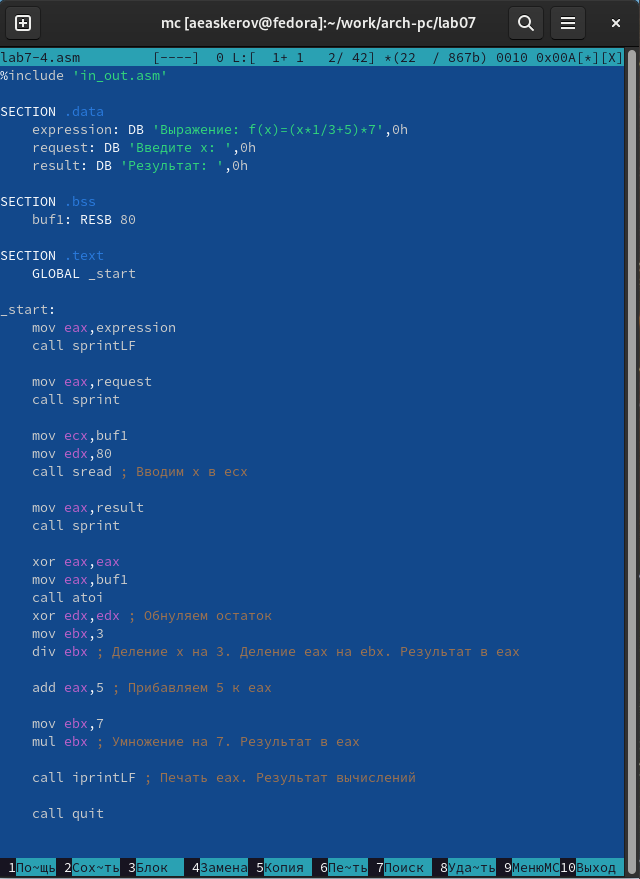 mc [aeaskerov@fedora]:~/work/arch-pc/lab07
lab7-4.asm         [----]  0 L:[  1+ 1   2/ 42] *(22  / 867b) 0010 0x00A[*][X]
%include 'in_out.asm'
SECTION .data
    expression: DB 'Выражение: f(x)=(x*1/3+5)*7',0h
    request: DB 'Введите x: ',0h
    result: DB 'Результат: ',0h
SECTION .bss
    buf1: RESB 80
SECTION .text
    GLOBAL _start
_start:
    mov eax,expression
    call sprintLF
    mov eax,request
    call sprint
    mov ecx,buf1
    mov edx,80
    call sread ; Вводим x в ecx
    mov eax,result
    call sprint
    xor eax,eax
    mov eax,buf1
    call atoi
    xor edx,edx ; Обнуляем остаток
    mov ebx,3
    div ebx ; Деление x на 3. Деление eax на ebx. Результат в eax
    add eax,5 ; Прибавляем 5 к eax
    mov ebx,7
    mul ebx ; Умножение на 7. Результат в eax
    call iprintLF ; Печать eax. Результат вычислений
    call quit
 1По~щь 2Сох~ть 3Блок   4Замена 5Копия  6Пе~ть 7Поиск  8Уда~ть 9МенюMC 10Выход